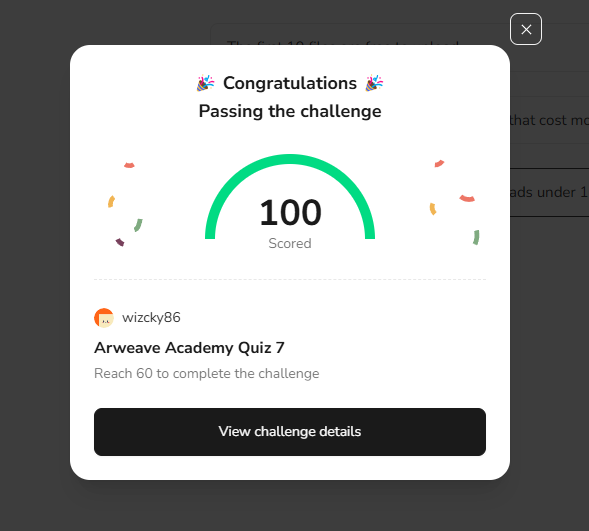 that cost mo
ads under 1
🎉 Congratulations 🎉
Passing the challenge
100
Scored
wizcky86
Arweave Academy Quiz 7
Reach 60 to complete the challenge
View challenge details